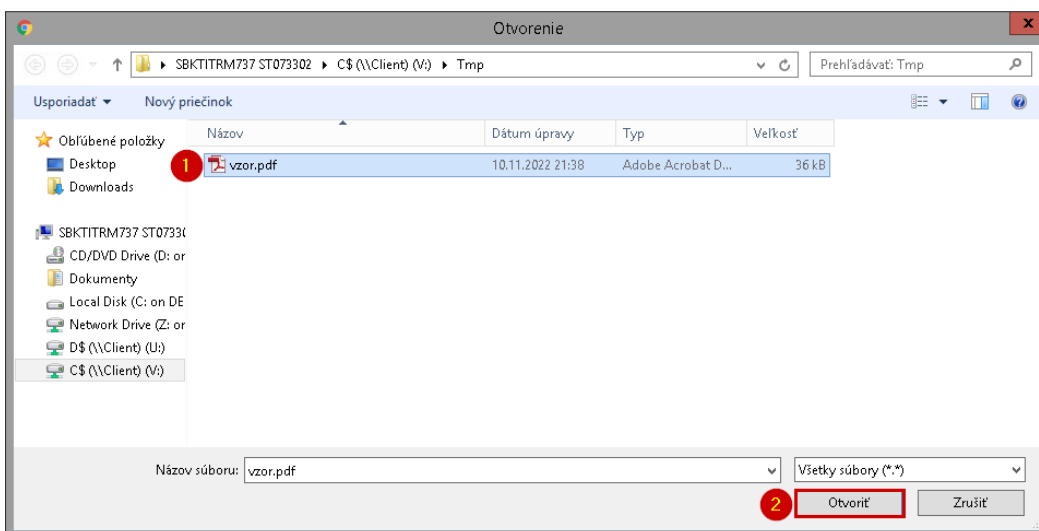 Otvorenie
x
SBKTITRM737 ST073302 ▸ C$ (\\Client) (V:) ▸ Tmp
Prehľadávať: Tmp
Usporiadať
Nový priečinok
Názov
Dátum úpravy
Typ
Veľkosť
Obľúbené položky
Desktop
Downloads
1
vzor.pdf
10.11.2022 21:38
Adobe Acrobat D...
36 kB
SBKTITRM737 ST07330
CD/DVD Drive (D: or
Dokumenty
Local Disk (C: on DE
Network Drive (Z: or
D$ (\\Client) (U:)
C$ (\\Client) (V:)
Názov súboru:
vzor.pdf
Všetky súbory (*.*)
2
Otvoriť
Zrušiť